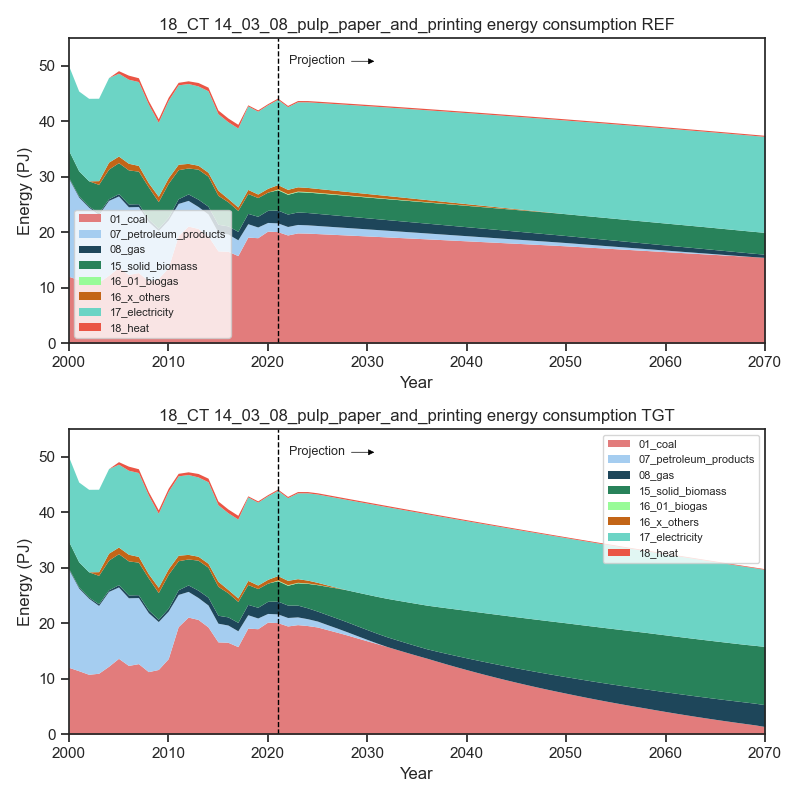 18_CT 14_03_08_pulp_paper_and_printing energy consumption REF
Energy (PJ)
50
40
30
20
10
0
Projection
01_coal
07_petroleum_products
08_gas
15_solid_biomass
16_01_biogas
16_x_others
17_electricity
18_heat
2000 2010 2020 2030 2040 2050 2060 2070
Year
18_CT 14_03_08_pulp_paper_and_printing energy consumption TGT
Energy (PJ)
50
40
30
20
10
0
Projection
01_coal
07_petroleum_products
08_gas
15_solid_biomass
16_01_biogas
16_x_others
17_electricity
18_heat
2000 2010 2020 2030 2040 2050 2060 2070
Year